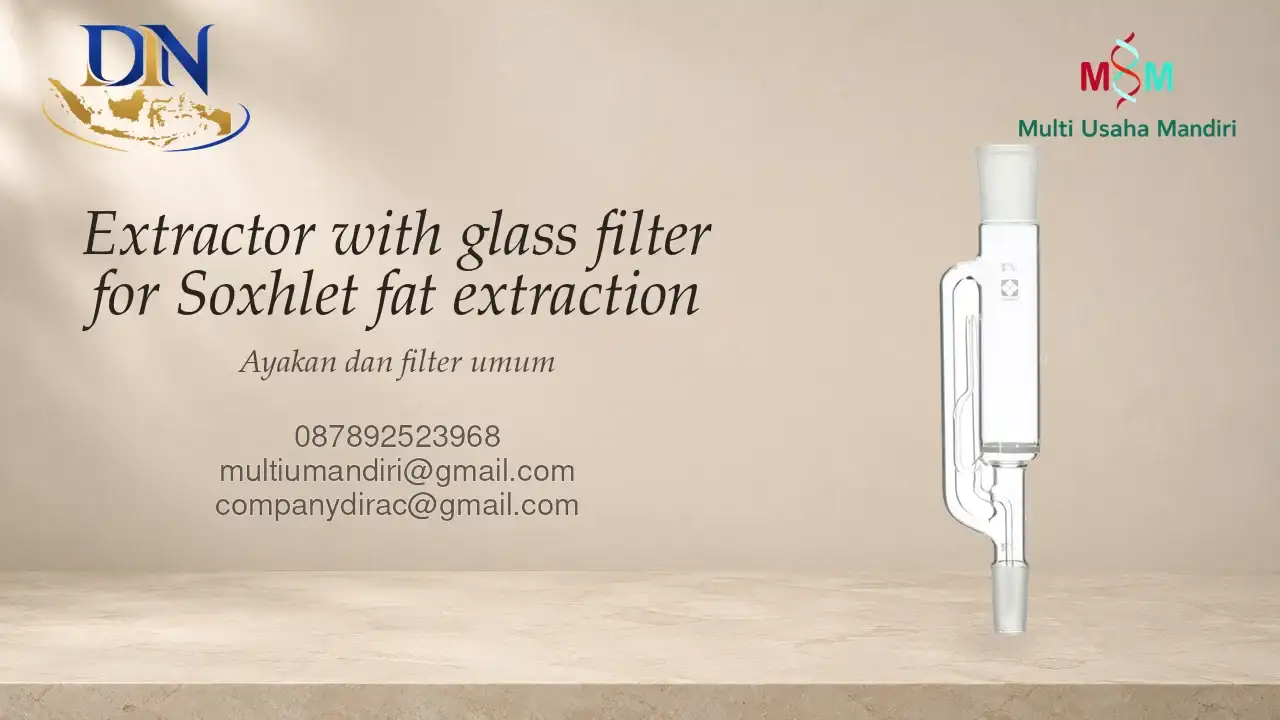 DIN
MSM
Multi Usaha Mandiri
Extractor with glass filter
for Soxhlet fat extraction
Ayakan dan filter umum
087892523968
multiumandiri@gmail.com
companydirac@gmail.com